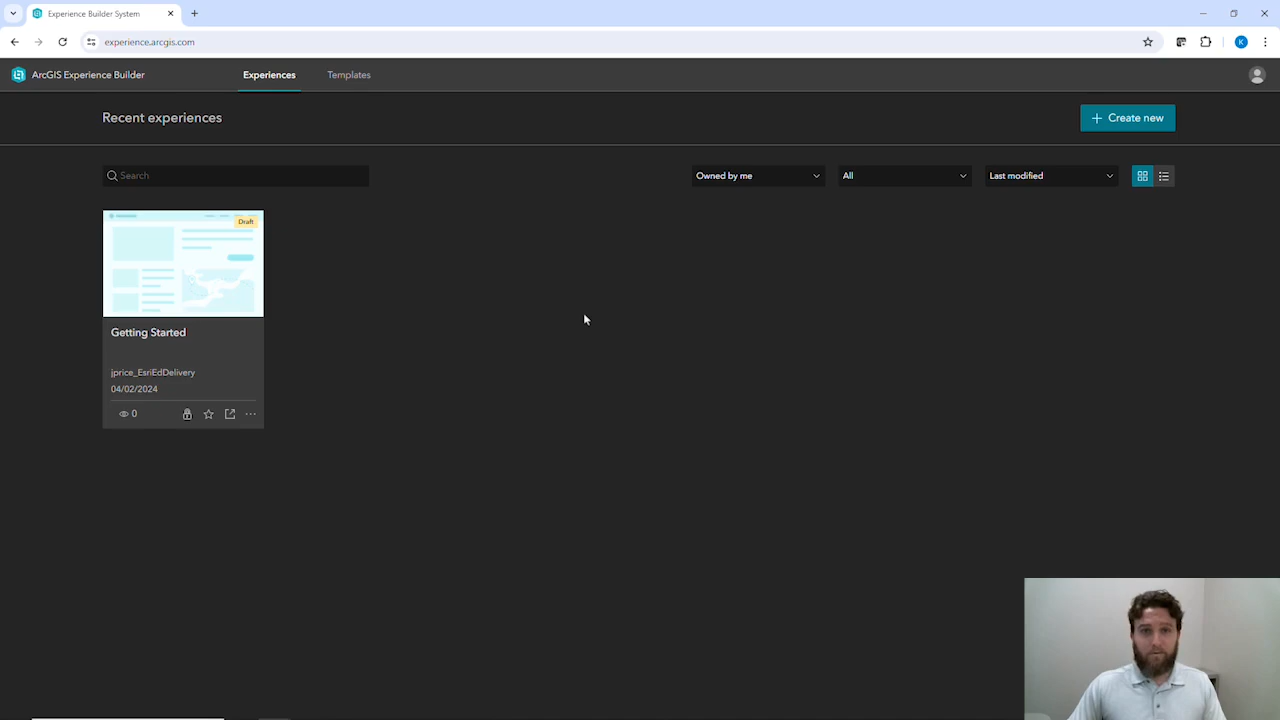 Experience Builder System
experience.arcgis.com
K
ArcGIS Experience Builder
Experiences
Templates
Recent experiences
Create new
Search
Owned by me
All
Last modified
Draft
Getting Started
jprice_EsriEdDelivery
04/02/2024
0